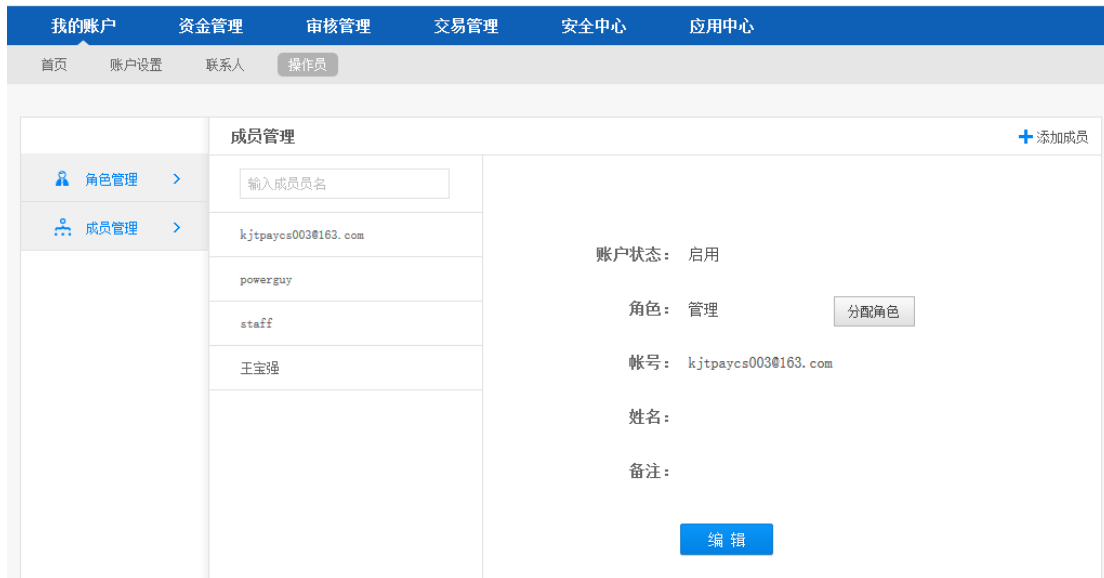 我的账户 资金管理 审核管理 交易管理 安全中心 应用中心
首页 账户设置 联系人 操作员
成员管理 添加成员
角色管理
成员管理
输入成员员名
kjtpaycs003@163.com
powerguy
staff
王宝强
账户状态： 启用
角色： 管理 分配角色
帐号： kjtpaycs003@163.com
姓名：
备注：
编 辑